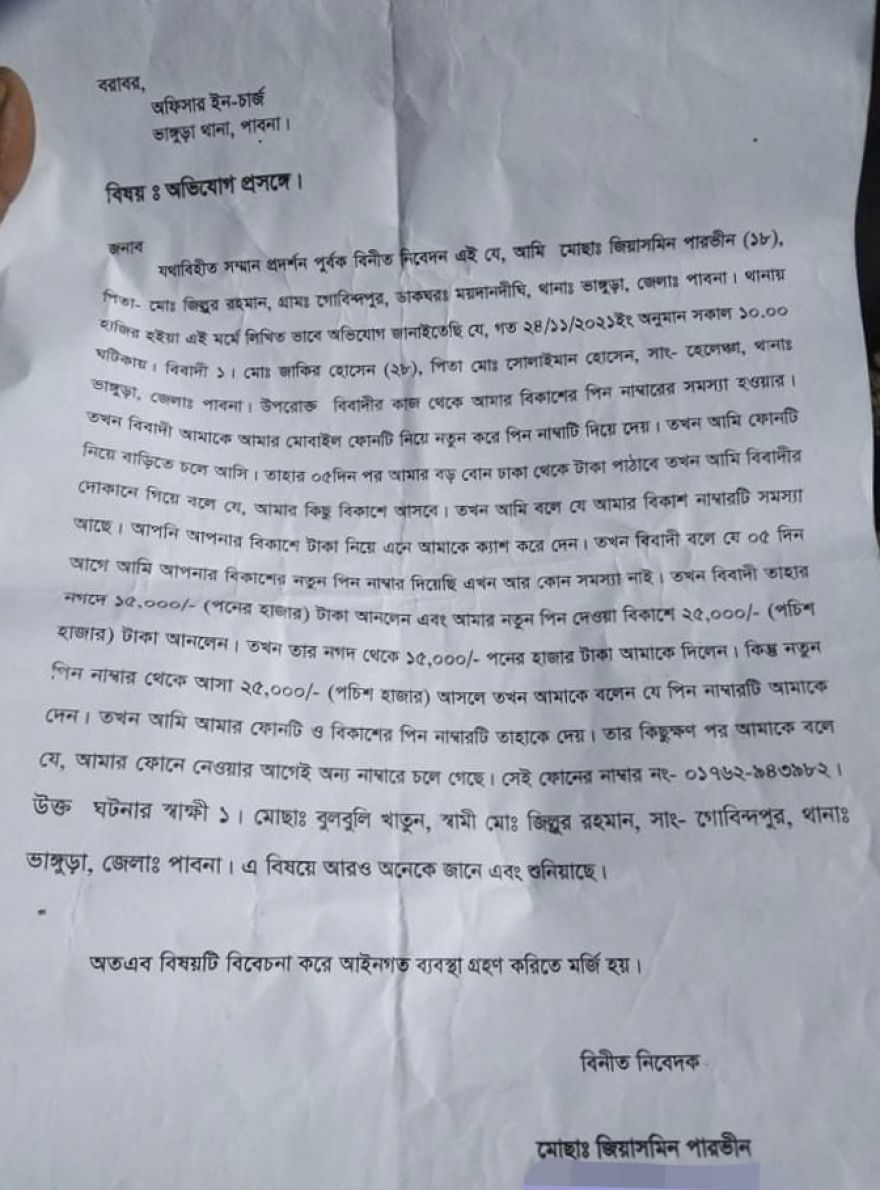 বরাবর,
অফিসার ইন-চার্জ
ভাঙ্গুড়া থানা, পাবনা।
বিষয় ঃ অভিযোগ প্রসঙ্গে।
জনাব
যথাবিহীত সম্মান প্রদর্শন পূর্বক বিনীত নিবেদন এই যে, আমি মোছাঃ জিয়াসমিন পারভীন (১৮),
পিতা- মোঃ জিল্লুর রহমান, গ্রামঃ গোবিন্দপুর, ডাকঘরঃ ময়দানদীঘি, থানাঃ ভাঙ্গুড়া, জেলাঃ পাবনা। থানায়
হাজির হইয়া এই মর্মে লিখিত ভাবে অভিযোগ জানাইতেছি যে, গত ২৪/১১/২০২১ইং অনুমান সকাল ১০.০০
ঘটিকায়। বিবাদী ১। মোঃ জাকির হোসেন (২৮), পিতা মোঃ সোলাইমান হোসেন, সাং- হেলেঞ্চা, থানাঃ
ভাঙ্গুড়া, জেলাঃ পাবনা। উপরোক্ত বিবাদীর কাজ থেকে আমার বিকাশের পিন নাম্বারের সমস্যা হওয়ার।
তখন বিবাদী আমাকে আমার মোবাইল ফোনটি নিয়ে নতুন করে পিন নাম্বাটি দিয়ে দেয়। তখন আমি ফোনটি
নিয়ে বাড়িতে চলে আসি। তাহার ০৫দিন পর আমার বড় বোন ঢাকা থেকে টাকা পাঠাবে তখন আমি বিবাদীর
দোকানে গিয়ে বলে যে, আমার কিছু বিকাশে আসবে। তখন আমি বলে যে আমার বিকাশ নাম্বারটি সমস্যা
আছে। আপনি আপনার বিকাশে টাকা নিয়ে এনে আমাকে ক্যাশ করে দেন। তখন বিবাদী বলে যে ০৫ দিন
আগে আমি আপনার বিকাশের নতুন পিন নাম্বার দিয়েছি এখন আর কোন সমস্যা নাই। তখন বিবাদী তাহার
নগদে ১৫,০০০/- (পনের হাজার) টাকা আনলেন এবং আমার নতুন পিন দেওয়া বিকাশে ২৫,০০০/- (পচিশ
হাজার) টাকা আনলেন। তখন তার নগদ থেকে ১৫,০০০/- পনের হাজার টাকা আমাকে দিলেন। কিন্তু নতুন
পিন নাম্বার থেকে আসা ২৫,০০০/- (পচিশ হাজার) আসলে তখন আমাকে বলেন যে পিন নাম্বারটি আমাকে
দেন। তখন আমি আমার ফোনটি ও বিকাশের পিন নাম্বারটি তাহাকে দেয়। তার কিছুক্ষণ পর আমাকে বলে
যে, আমার ফোনে নেওয়ার আগেই অন্য নাম্বারে চলে গেছে। সেই ফোনের নাম্বার নং- ০১৭৬২-৯৪৩৯৮২।
উক্ত ঘটনার স্বাক্ষী ১। মোছাঃ বুলবুলি খাতুন, স্বামী মোঃ জিল্লুর রহমান, সাং- গোবিন্দপুর, থানাঃ
ভাঙ্গুড়া, জেলাঃ পাবনা। এ বিষয়ে আরও অনেকে জানে এবং শুনিয়াছে।
অতএব বিষয়টি বিবেচনা করে আইনগত ব্যবস্থা গ্রহণ করিতে মর্জি হয়।
বিনীত নিবেদক
মোছাঃ জিয়াসমিন পারভীন